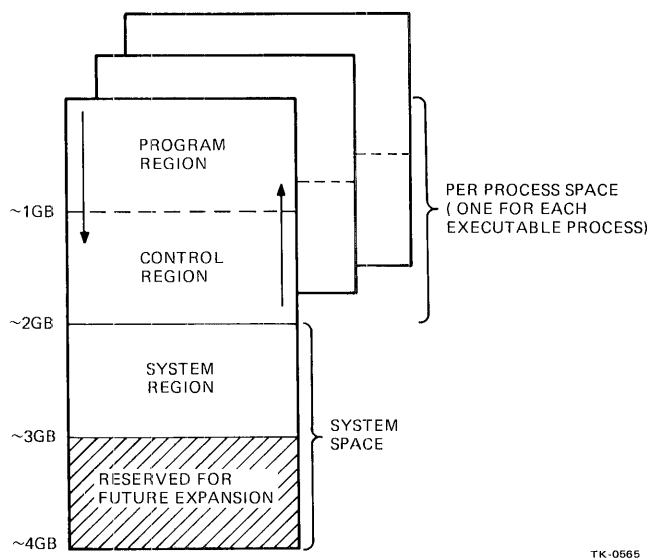 PROGRAM
REGION
~1GB
CONTROL
REGION
PER PROCESS SPACE
( ONE FOR EACH
EXECUTABLE PROCESS)
~2GB
SYSTEM
REGION
~3GB
SYSTEM
SPACE
RESERVED FOR
FUTURE EXPANSION
~4GB
TK-0565